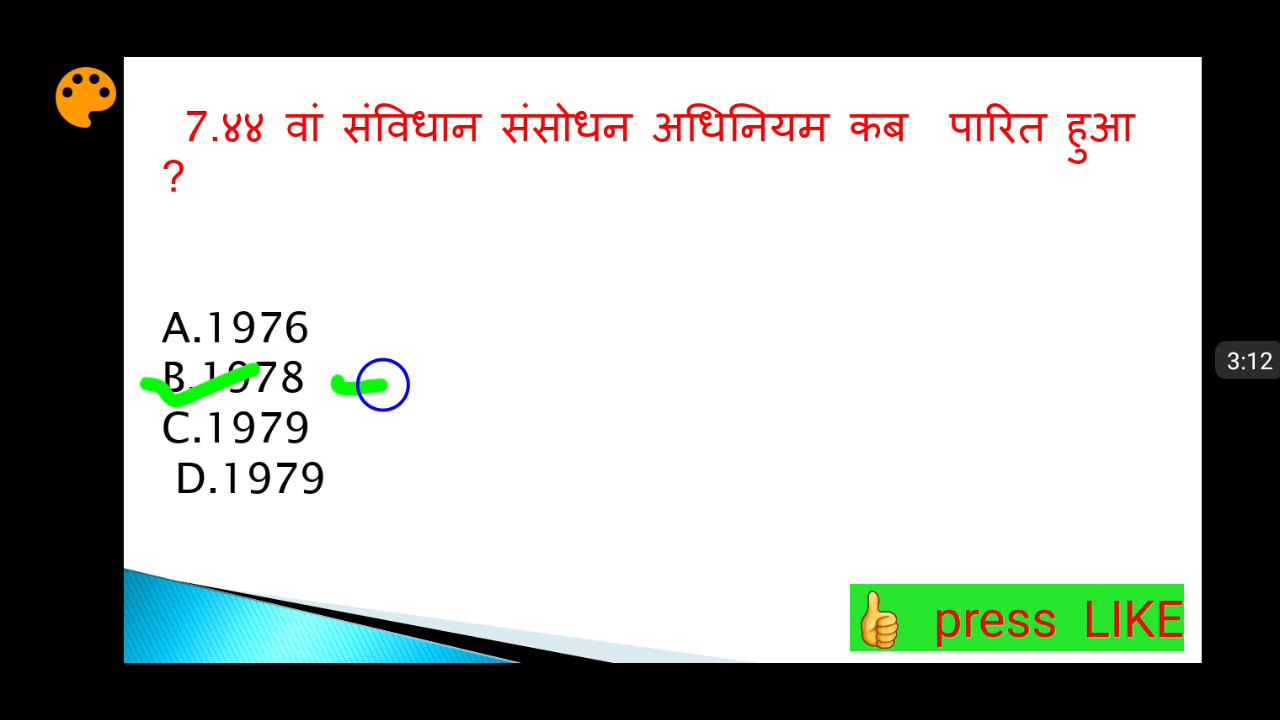 7.४४ वां संविधान संसोधन अधिनियम कब पारित हुआ
?
A.1976
B.1978
C.1979
D.1979
3:12
👍 press LIKE